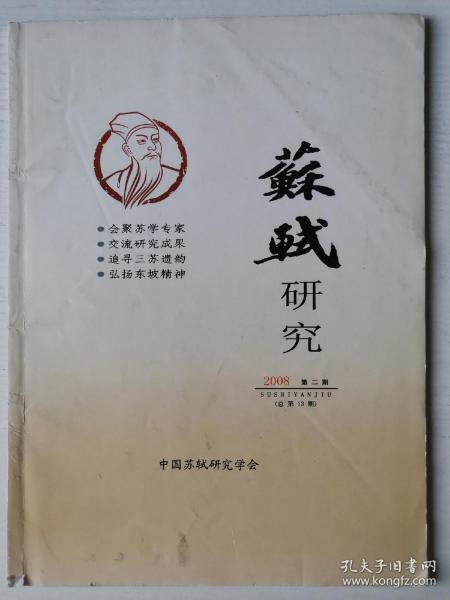 蘇軾
研究
2008 第二期
SUSHIYANJIU
(总第13期)
●会聚苏学专家
●交流研究成果
●追寻三苏遗韵
●弘扬东坡精神
中国苏轼研究学会
孔夫子旧书网
www.kongfz.com